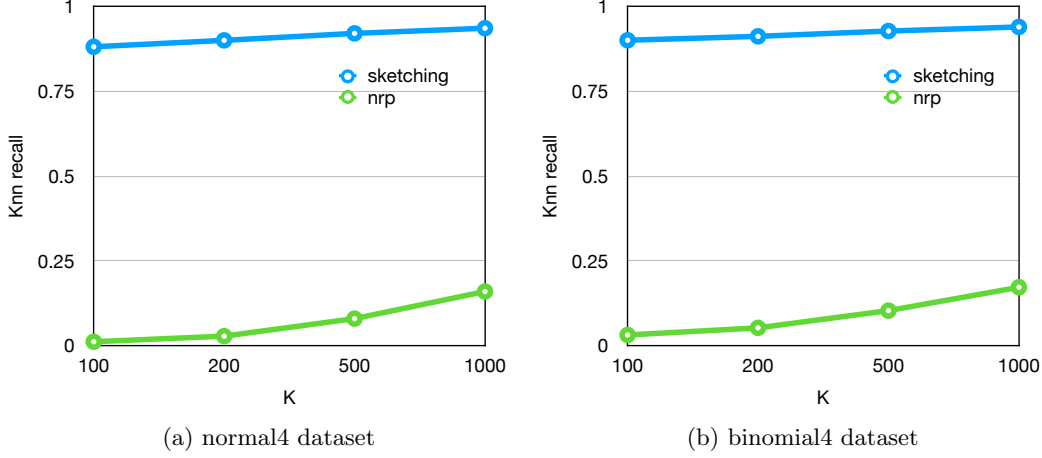 1
0.75
0.5
0.25
0
Knn recall
sketching
nrp
100
200
500
1000
K
(a) normal4 dataset
1
0.75
0.5
0.25
0
Knn recall
sketching
nrp
100
200
500
1000
K
(b) binomial4 dataset